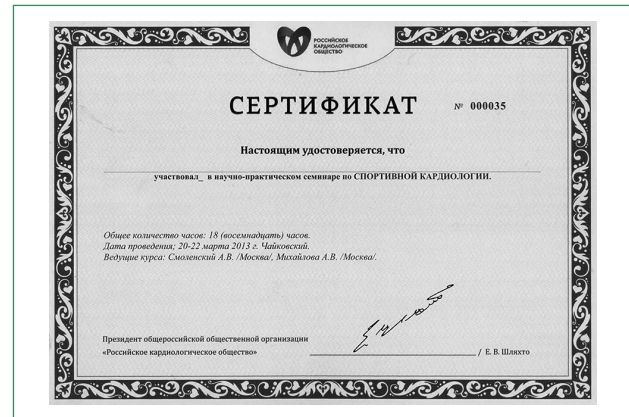 РОССИЙСКОЕ
КАРДИОЛОГИЧЕСКОЕ
ОБЩЕСТВО
СЕРТИФИКАТ
№ 000035
Настоящим удостоверяется, что
участвовал_ в научно-практическом семинаре по СПОРТИВНОЙ КАРДИОЛОГИИ.
Общее количество часов: 18 (восемнадцать) часов.
Дата проведения; 20-22 марта 2013 г. Чайковский.
Ведущие курса: Смоленский А.В. /Москва/, Михайлова А.В. /Москва/.
Президент общероссийской общественной организации
«Российское кардиологическое общество» / Е. В. Шляхто